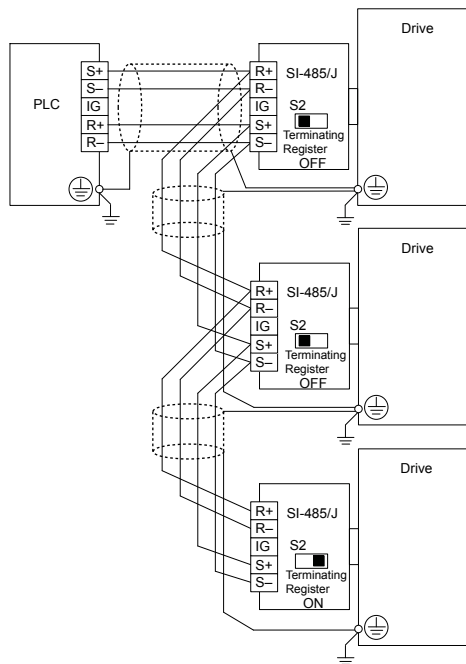 Drive
PLC
S+
S–
IG
R+
R–
R+
R–
IG
S+
S–
SI-485/J
S2
Terminating
Register
OFF
Drive
R+
R–
IG
S+
S–
SI-485/J
S2
Terminating
Register
OFF
Drive
R+
R–
IG
S+
S–
SI-485/J
S2
Terminating
Register
ON